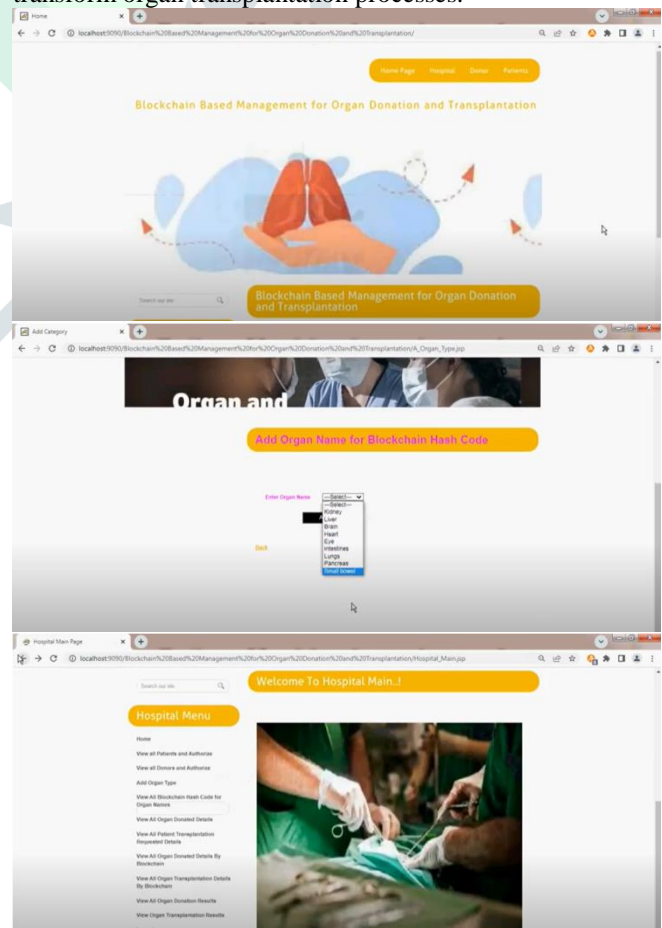 transform organ transplantation processes.
Home
localhost:9090/Blockchain%20Based%20Management%20for%20Organ%20Donation%20and%20Transplantation/
Home Page Hospital Donor Patients
Blockchain Based Management for Organ Donation and Transplantation
Search our site
Blockchain Based Management for Organ Donation
and Transplantation
Add Category
localhost:9090/Blockchain%20Based%20Management%20for%20Organ%20Donation%20and%20Transplantation/A_Organ_Type.jsp
Organ and
Add Organ Name for Blockchain Hash Code
Enter Organ Name
---Select---
---Select---
Kidney
Liver
Brain
Heart
Eye
Intestines
Lungs
Pancreas
Small bowel
Back
Hospital Main Page
localhost:9090/Blockchain%20Based%20Management%20for%20Organ%20Donation%20and%20Transplantation/Hospital_Main.jsp
Search our site
Welcome To Hospital Main..!
Hospital Menu
Home
View all Patients and Authorize
View all Donors and Authorize
Add Organ Type
View All Blockchain Hash Code for
Organ Names
View All Organ Donated Details
View All Patient Transplantation
Requested Details
View All Organ Donated Details By
Blockchain
View All Organ Transplantation Details
By Blockchain
View All Organ Donation Results
View Organ Transplantation Results